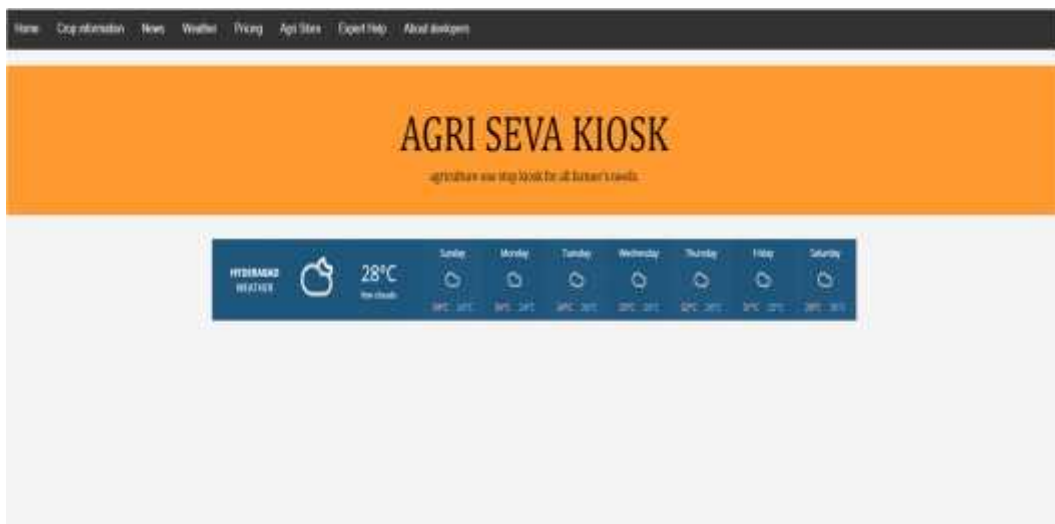 Home Crop information News Weather Pricing Agri Store Expert Help About developers
AGRI SEVA KIOSK
agriculture one stop kiosk for all farmer's needs.
HYDERABAD
WEATHER
28°C
few clouds
Sunday Monday Tuesday Wednesday Thursday Friday Saturday